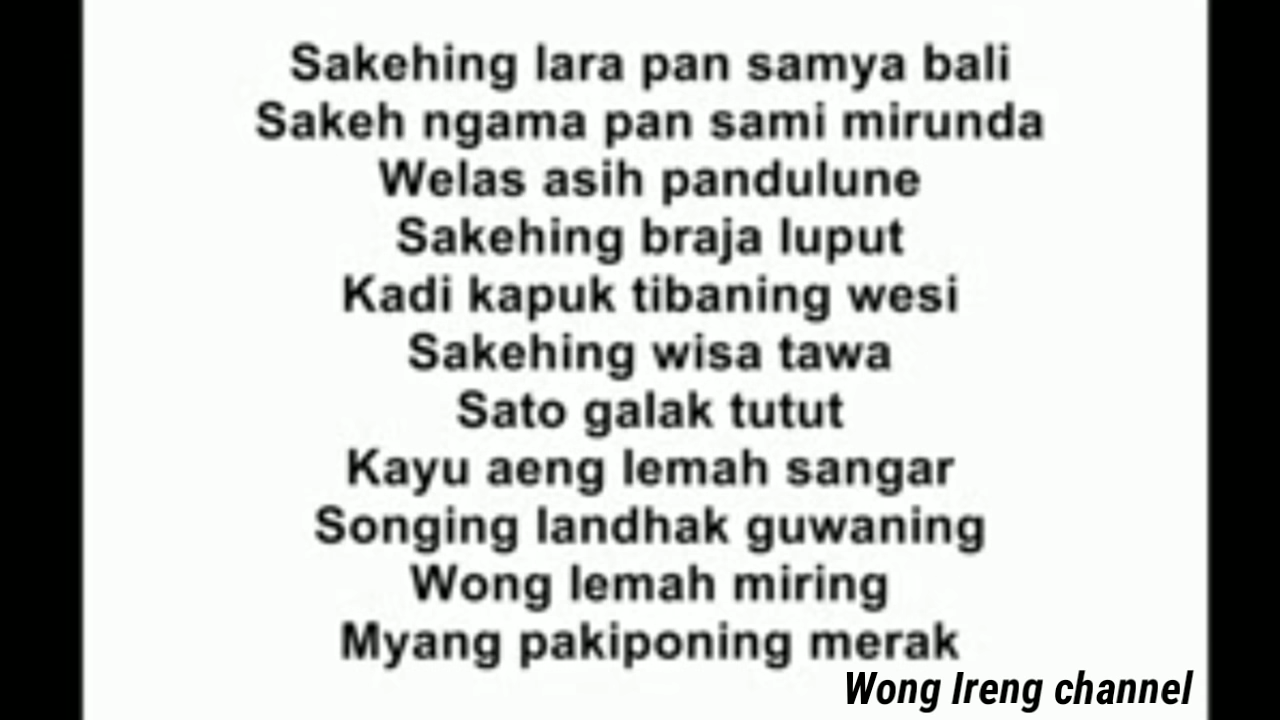 Sakehing lara pan samya bali
Sakeh ngama pan sami mirunda
Welas asih pandulune
Sakehing braja luput
Kadi kapuk tibaning wesi
Sakehing wisa tawa
Sato galak tutut
Kayu aeng lemah sangar
Songing landhak guwaning
Wong lemah miring
Myang pakiponing merak
Wong Ireng channel